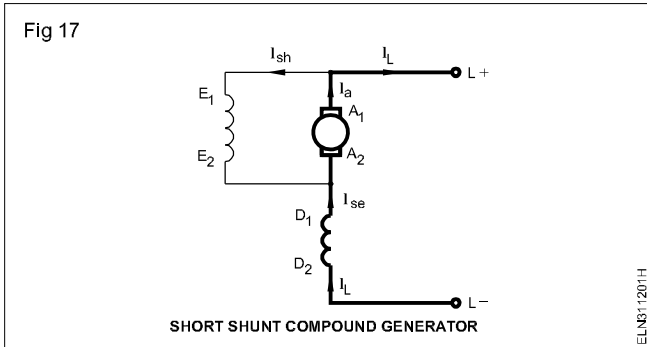 Fig 17
Ish
IL
L+
E1
Ia
A1
E2
A2
Ise
D1
D2
IL
L−
SHORT SHUNT COMPOUND GENERATOR
ELN311201H